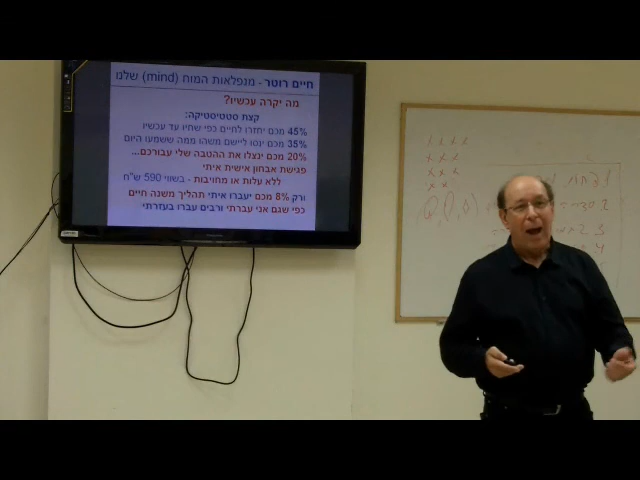 חיים רוטר - מנפלאות המוח (mind) שלנו
מה יקרה עכשיו?
קצת סטטיסטיקה:
45% מכם יחזרו לחיים כפי שחיו עד עכשיו
35% מכם ינסו ליישם משהו ממה ששמעו היום
20% מכם ינצלו את ההטבה שלי עבורכם...
פגישת אבחון אישית איתי
ללא עלות או מחויבות - בשווי 590 ש"ח
ורק 8% מכם יעברו איתי תהליך משנה חיים
כפי שגם אני עברתי ורבים עברו בעזרתי